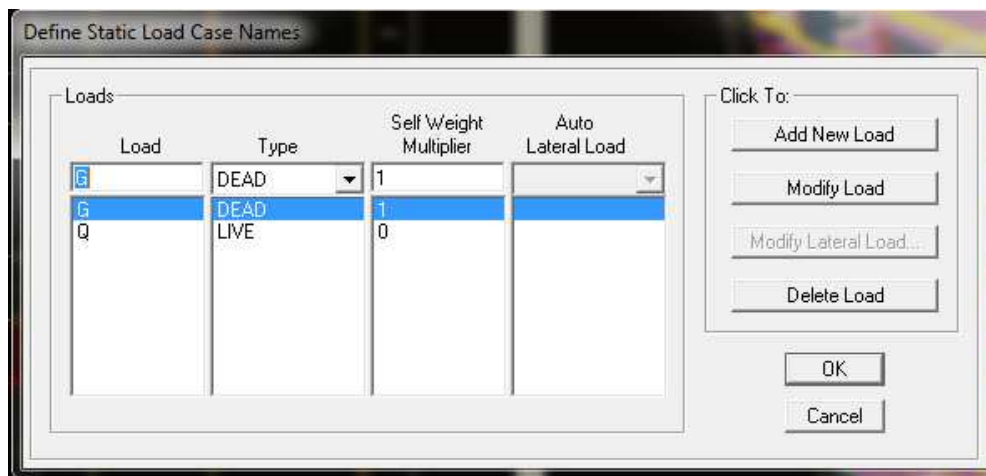 Define Static Load Case Names
Loads
Load Type Self Weight Multiplier Auto Lateral Load
G DEAD 1
G DEAD 1
Q LIVE 0
Click To:
Add New Load
Modify Load
Modify Lateral Load...
Delete Load
OK
Cancel